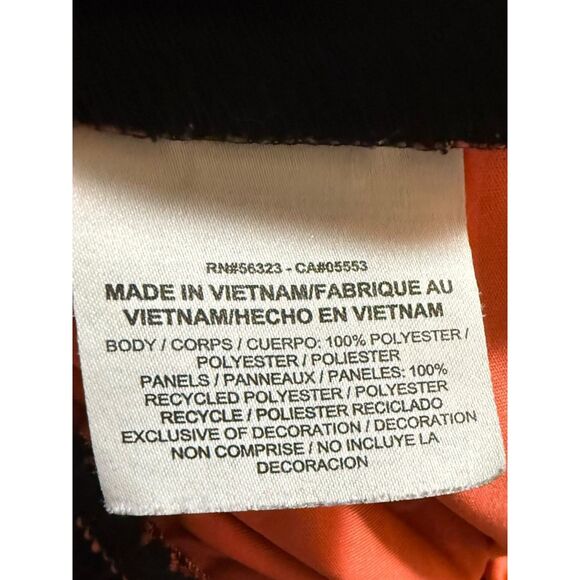 RN#56323 - CA#05553
MADE IN VIETNAM/FABRIQUE AU
VIETNAM/HECHO EN VIETNAM
BODY / CORPS / CUERPO: 100% POLYESTER /
POLYESTER / POLIESTER
PANELS / PANNEAUX / PANELES: 100%
RECYCLED POLYESTER / POLYESTER
RECYCLE / POLIESTER RECICLADO
EXCLUSIVE OF DECORATION / DECORATION
NON COMPRISE / NO INCLUYE LA
DECORACION